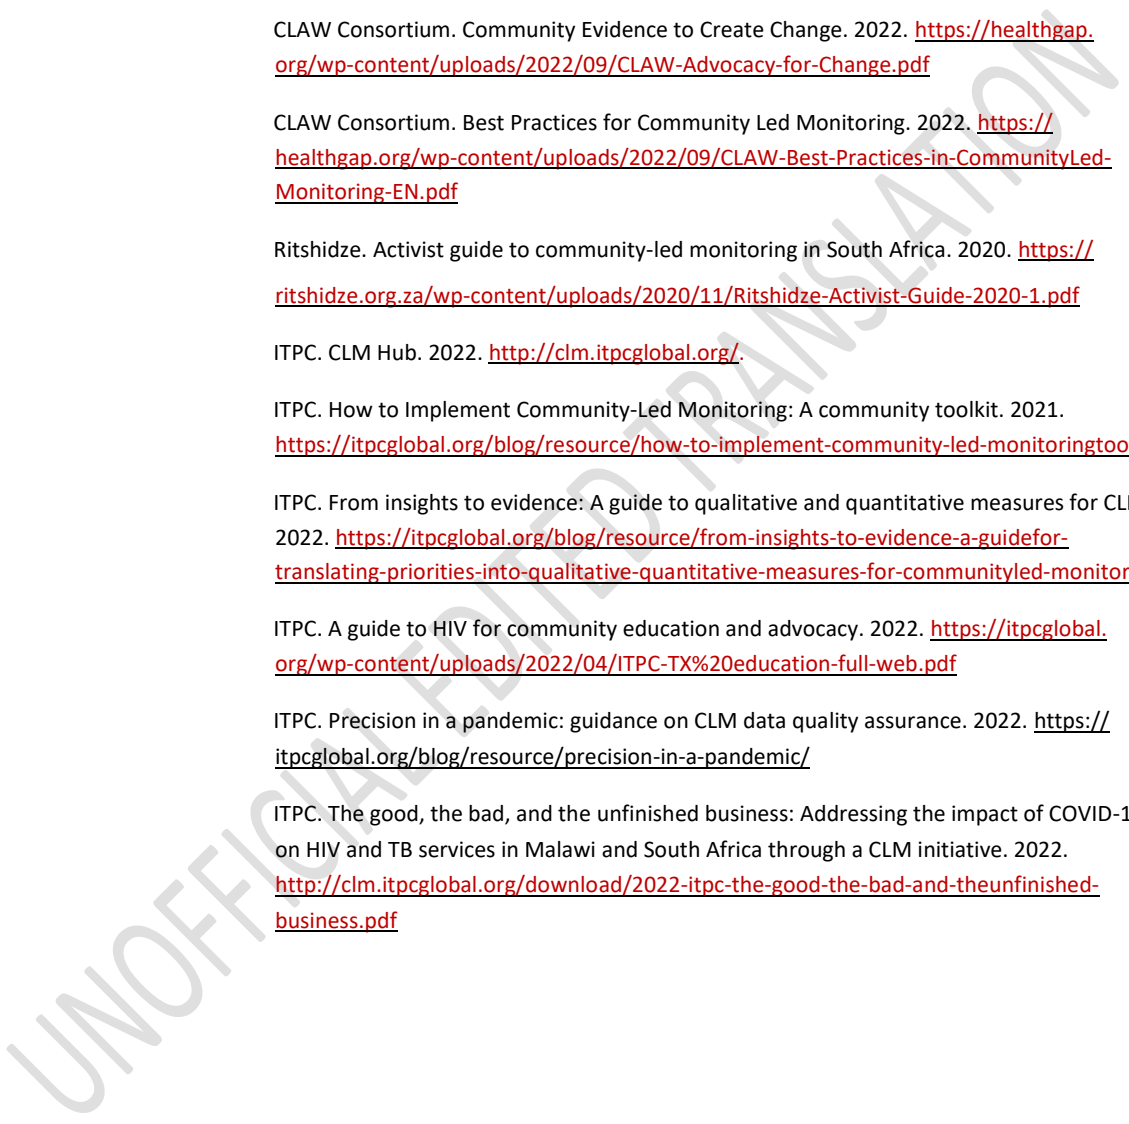 CLAW Consortium. Community Evidence to Create Change. 2022. https://healthgap.
org/wp-content/uploads/2022/09/CLAW-Advocacy-for-Change.pdf
CLAW Consortium. Best Practices for Community Led Monitoring. 2022. https://
healthgap.org/wp-content/uploads/2022/09/CLAW-Best-Practices-in-CommunityLed-
Monitoring-EN.pdf
Ritshidze. Activist guide to community-led monitoring in South Africa. 2020. https://
ritshidze.org.za/wp-content/uploads/2020/11/Ritshidze-Activist-Guide-2020-1.pdf
ITPC. CLM Hub. 2022. http://clm.itpcglobal.org/.
ITPC. How to Implement Community-Led Monitoring: A community toolkit. 2021.
https://itpcglobal.org/blog/resource/how-to-implement-community-led-monitoringtoo
ITPC. From insights to evidence: A guide to qualitative and quantitative measures for CL
2022. https://itpcglobal.org/blog/resource/from-insights-to-evidence-a-guidefor-
translating-priorities-into-qualitative-quantitative-measures-for-communityled-monitor
ITPC. A guide to HIV for community education and advocacy. 2022. https://itpcglobal.
org/wp-content/uploads/2022/04/ITPC-TX%20education-full-web.pdf
ITPC. Precision in a pandemic: guidance on CLM data quality assurance. 2022. https://
itpcglobal.org/blog/resource/precision-in-a-pandemic/
ITPC. The good, the bad, and the unfinished business: Addressing the impact of COVID-1
on HIV and TB services in Malawi and South Africa through a CLM initiative. 2022.
http://clm.itpcglobal.org/download/2022-itpc-the-good-the-bad-and-theunfinished-
business.pdf
UNOFFICIAL EDITED TRANSLATION